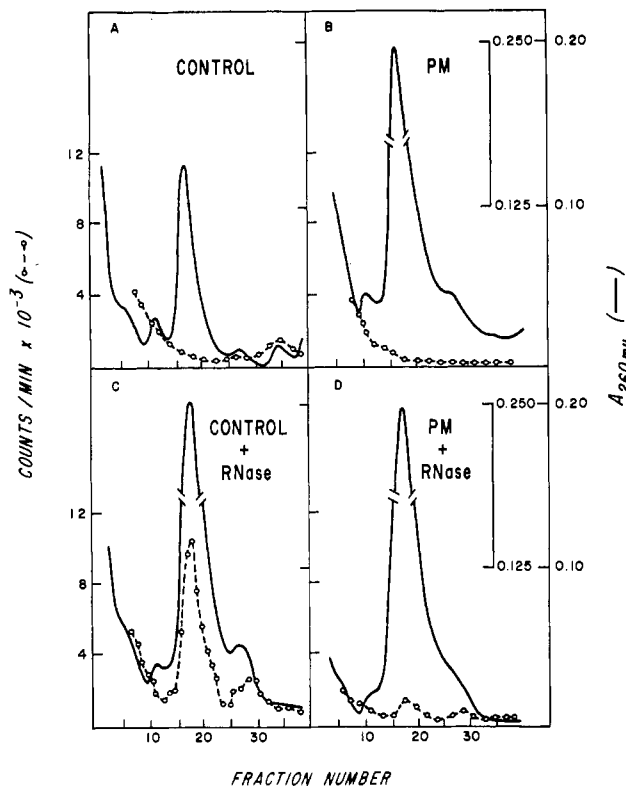 A
CONTROL
B
PM
0.250
0.20
12
8
4
0.125
0.10
COUNTS / MIN x 10⁻³ (o---o)
A260 mμ (—)
C
CONTROL
+
RNase
D
PM
+
RNase
0.250
0.20
12
8
4
0.125
0.10
10 20 30
10 20 30
FRACTION NUMBER